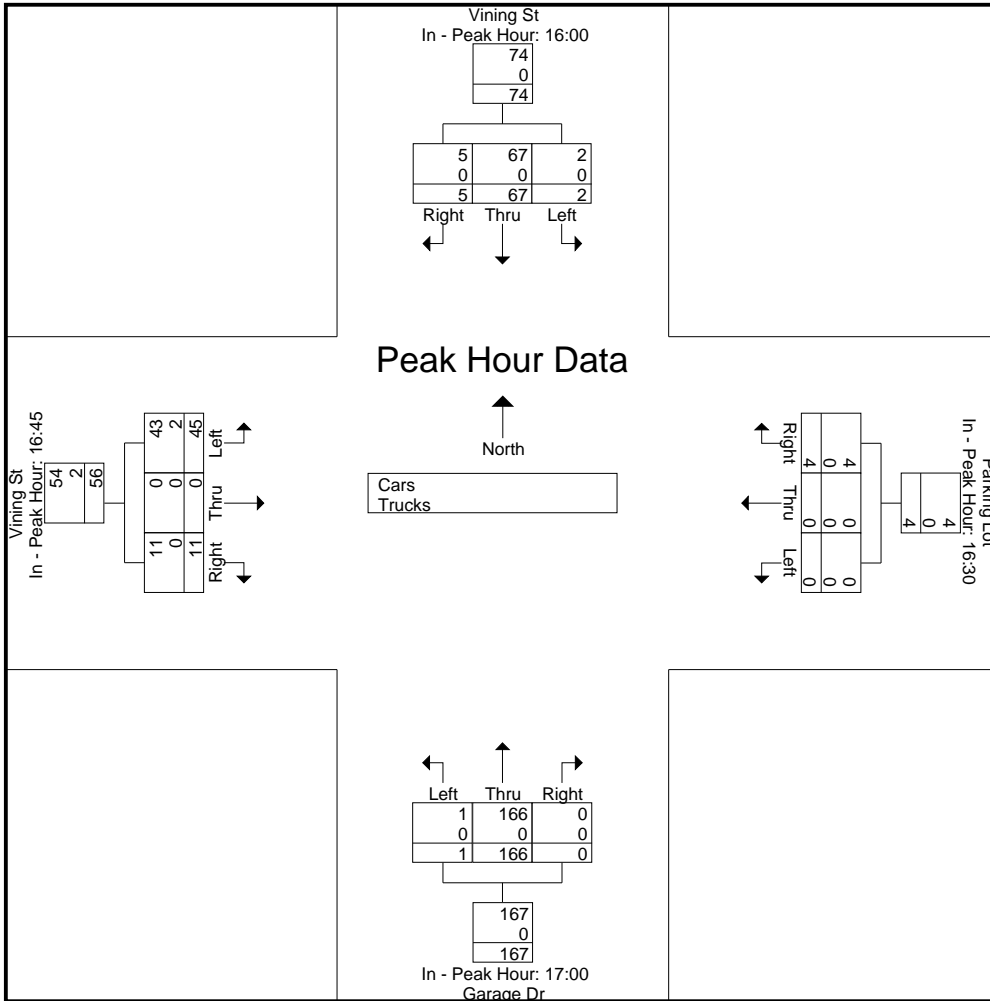 Vining St
In - Peak Hour: 16:00
74
0
74
5 67 2
0 0 0
5 67 2
Right Thru Left
Peak Hour Data
North
Cars
Trucks
Vining St
In - Peak Hour: 16:45
54
2
56
43 0 11
2 0 0
45 0 11
Left Thru Right
Parking Lot
In - Peak Hour: 16:30
4
0
4
Right Thru Left
4 0 0
0 0 0
4 0 0
Left Thru Right
1 166 0
0 0 0
1 166 0
167
0
167
In - Peak Hour: 17:00
Garage Dr